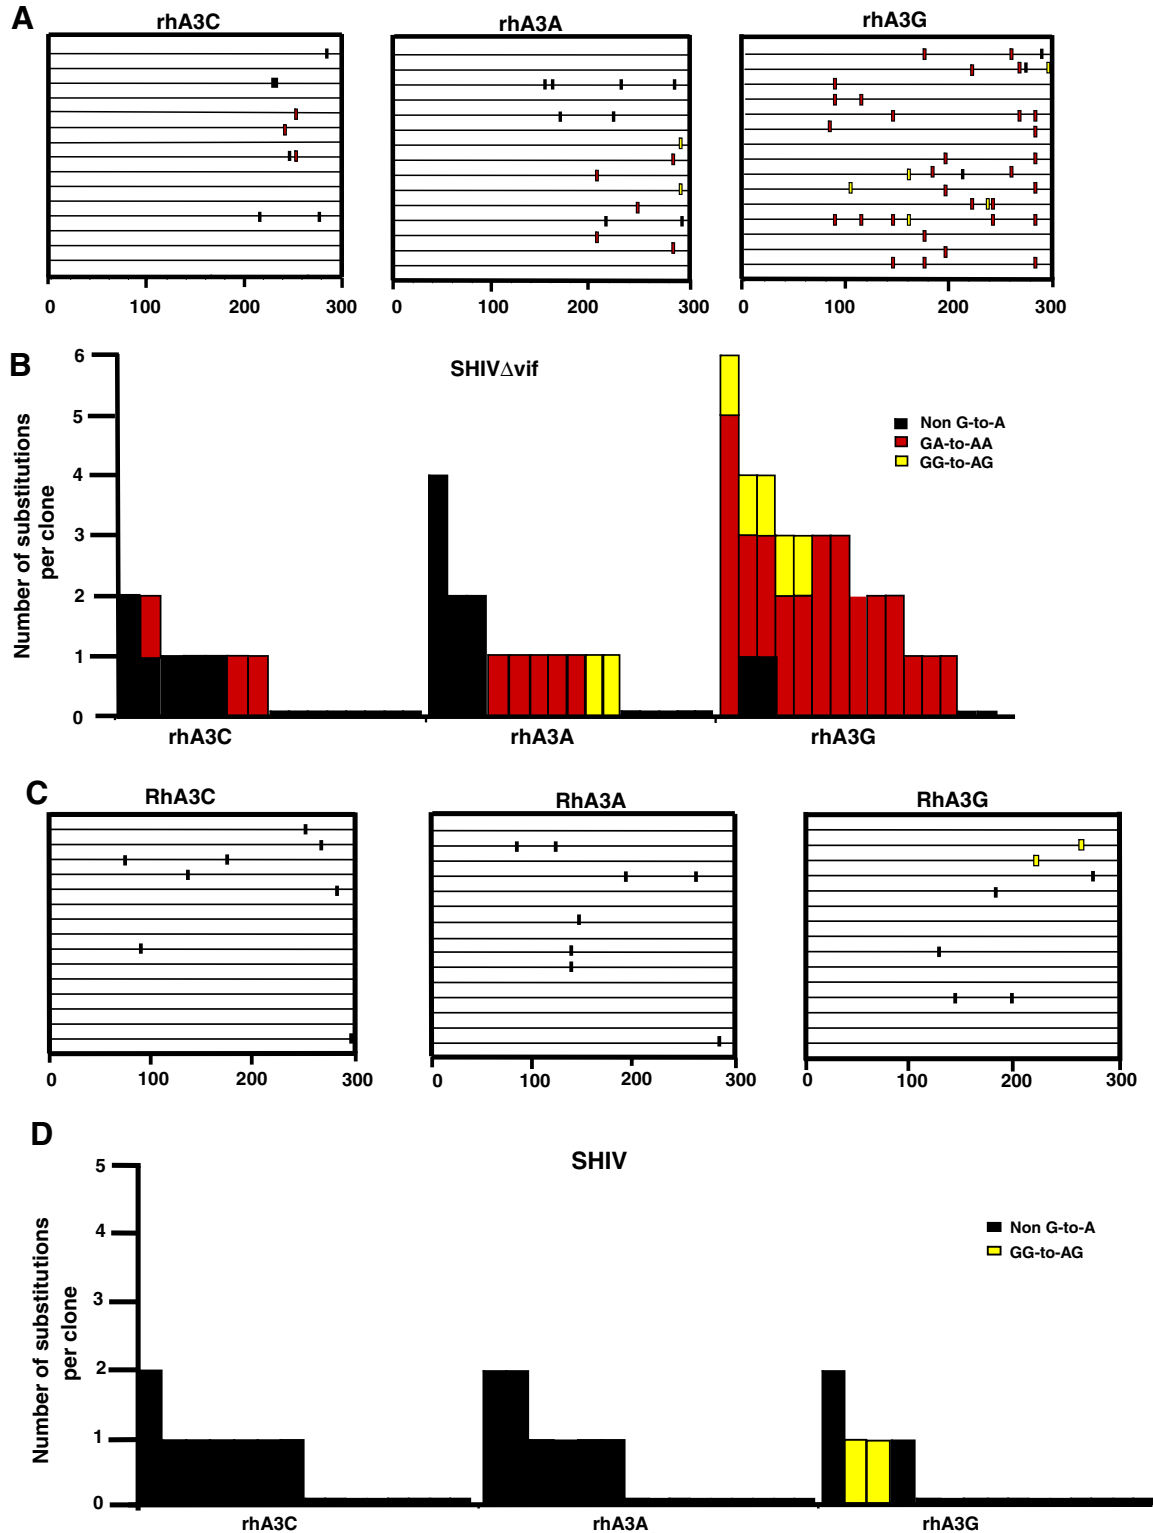 A
rhA3C
rhA3A
rhA3G
0 100 200 300
0 100 200 300
0 100 200 300
B
SHIVΔvif
Number of substitutions
per clone
6
5
4
3
2
1
0
Non G-to-A
GA-to-AA
GG-to-AG
rhA3C
rhA3A
rhA3G
C
RhA3C
RhA3A
RhA3G
0 100 200 300
0 100 200 300
0 100 200 300
D
SHIV
Number of substitutions
per clone
5
4
3
2
1
0
Non G-to-A
GG-to-AG
rhA3C
rhA3A
rhA3G